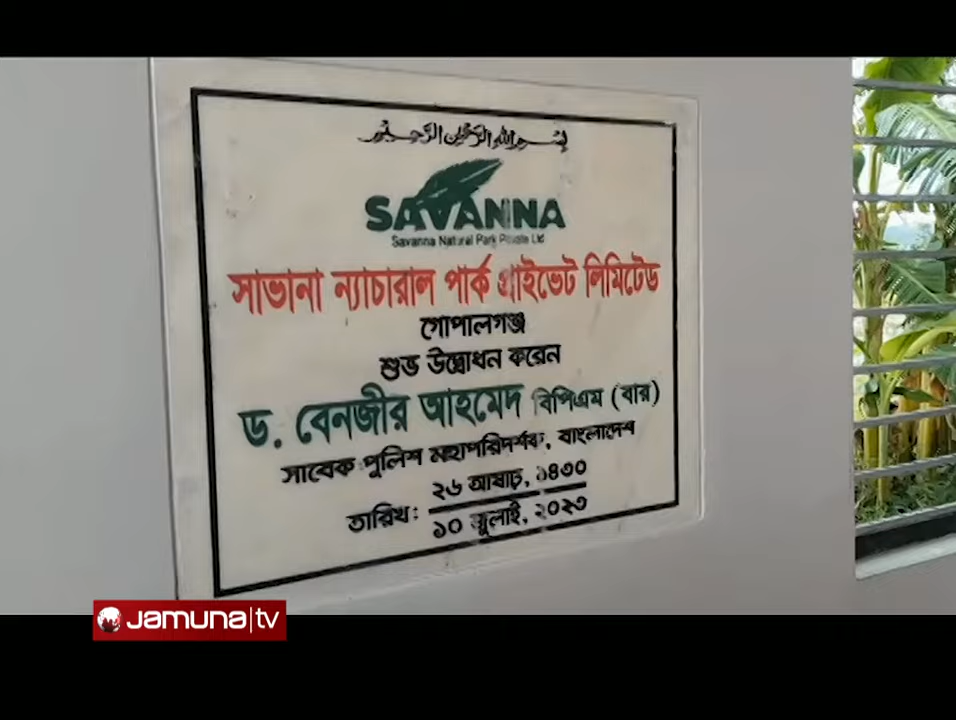 بسم الله الرحمن الرحيم
SAVANNA
Savanna Natural Park Private Ltd
সাভানা ন্যাচারাল পার্ক প্রাইভেট লিমিটেড
গোপালগঞ্জ
শুভ উদ্বোধন করেন
ড. বেনজীর আহমেদ বিপিএম (বার)
সাবেক পুলিশ মহাপরিদর্শক, বাংলাদেশ
তারিখ: ২৬ আষাঢ়, ১৪৩০
১০ জুলাই, ২০২৩
Jamuna|tv